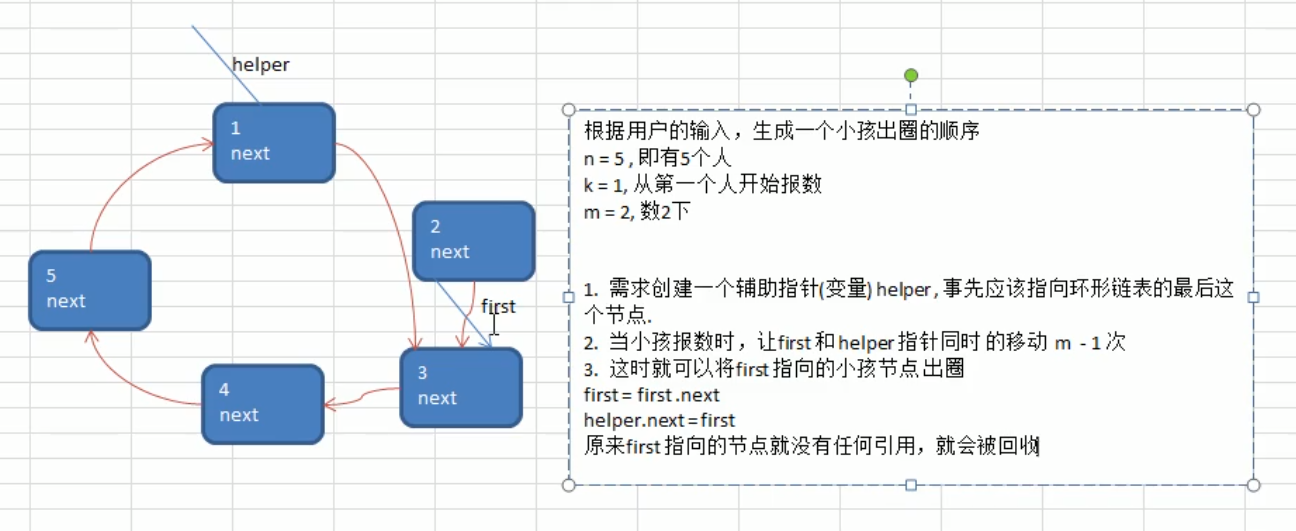 helper
1
next
2
next
first
5
next
3
next
4
next
根据用户的输入，生成一个小孩出圈的顺序
n = 5 , 即有5个人
k = 1, 从第一个人开始报数
m = 2, 数2下
1. 需求创建一个辅助指针(变量) helper , 事先应该指向环形链表的最后这
个节点.
2. 当小孩报数时，让first 和 helper 指针同时 的移动 m - 1 次
3. 这时就可以将first 指向的小孩节点 出圈
first = first .next
helper.next = first
原来first 指向的节点就没有任何引用，就会被回收